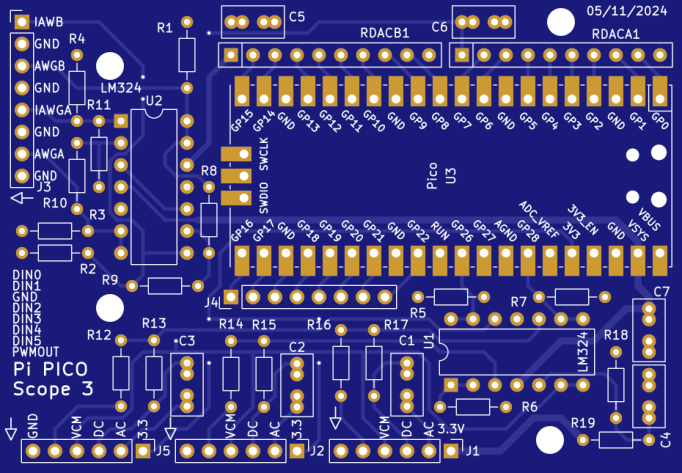 IAWB
GND
AWGB
GND
IAWGA
GND
AWGA
GND
J3
R4
R11
R10
R3
R2
R1
LM324
*U2
R8
R9
C5
RDACB1
C6
RDACA1
05/11/2024
GP15
GP14
GND
GP13
GP12
GP11
GP10
GND
GP9
GP8
GP7
GP6
GND
GP5
GP4
GP3
GP2
GND
GP1
GP0
SWCLK
SWDIO
Pico
U3
VBUS
VSYS
GP16
GP17
GND
GP18
GP19
GP20
GP21
GND
GP22
RUN
GP26
GP27
AGND
GP28
ADC_VREF
3V3
3V3_EN
GND
J4
R5
R7
C7
DIN0
DIN1
GND
DIN2
DIN3
DIN4
DIN5
PWMOUT
Pi PICO
Scope 3
R12
R13
C3
R14
R15
C2
R16
R17
C1
U1
LM324
R18
R6
R19
C4
GND
VCM
DC
AC
3.3
J5
VCM
DC
AC
3.3
J2
VCM
DC
AC
3.3V
J1